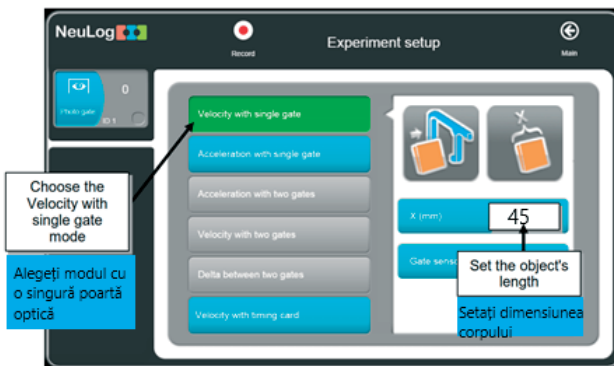 NeuLog
Record
Experiment setup
Main
Photo gate
0
ID 1
Velocity with single gate
Acceleration with single gate
Acceleration with two gates
Velocity with two gates
Delta between two gates
Velocity with timing card
X
X (mm)
45
Gate sens
Choose the
Velocity with
single gate
mode
Alegeți modul cu
o singură poartă
optică
Set the object's
length
Setați dimensiunea
corpului